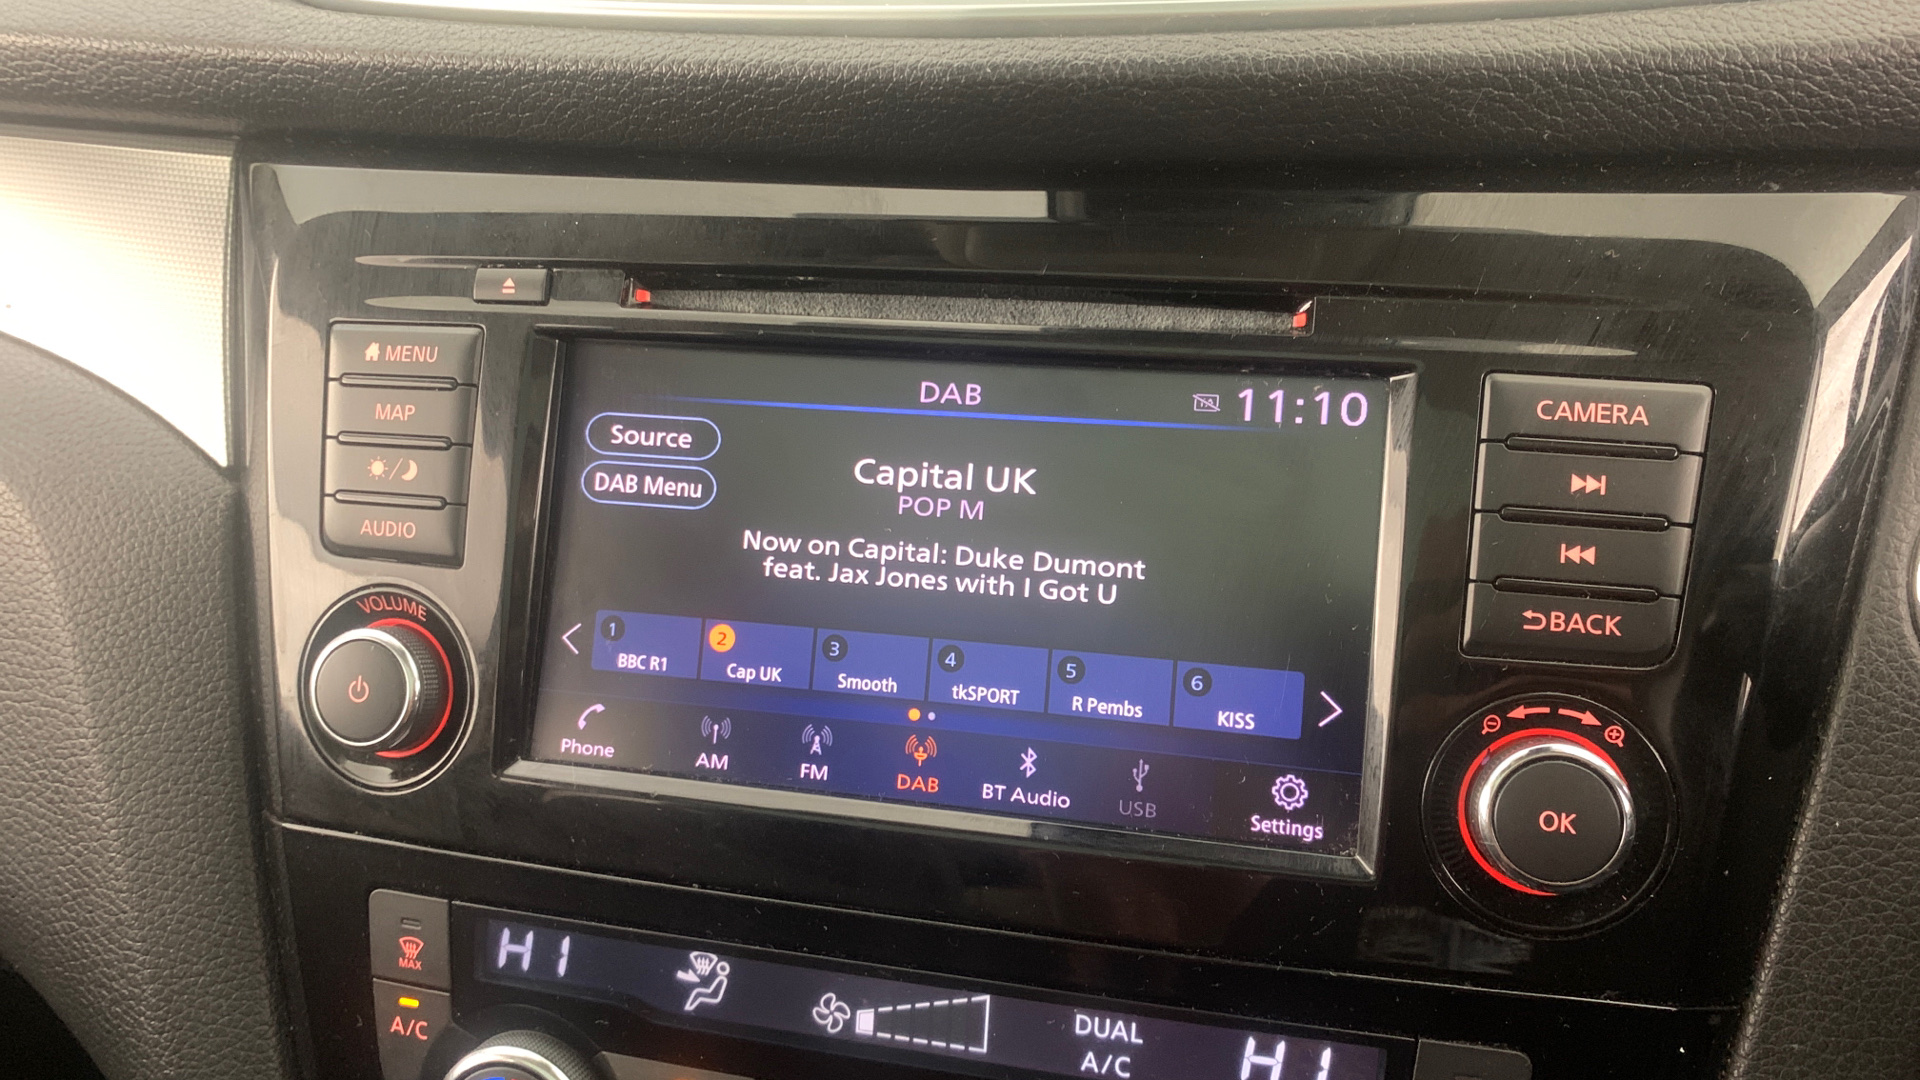 MENU
MAP
AUDIO
VOLUME
DAB
TA
11:10
Source
DAB Menu
Capital UK
POP M
Now on Capital: Duke Dumont
feat. Jax Jones with I Got U
1 2 3 4 5 6
BBC R1 Cap UK Smooth tkSPORT R Pembs KISS
Phone AM FM DAB BT Audio USB Settings
CAMERA
BACK
OK
MAX
A/C
HI
DUAL
A/C
HI